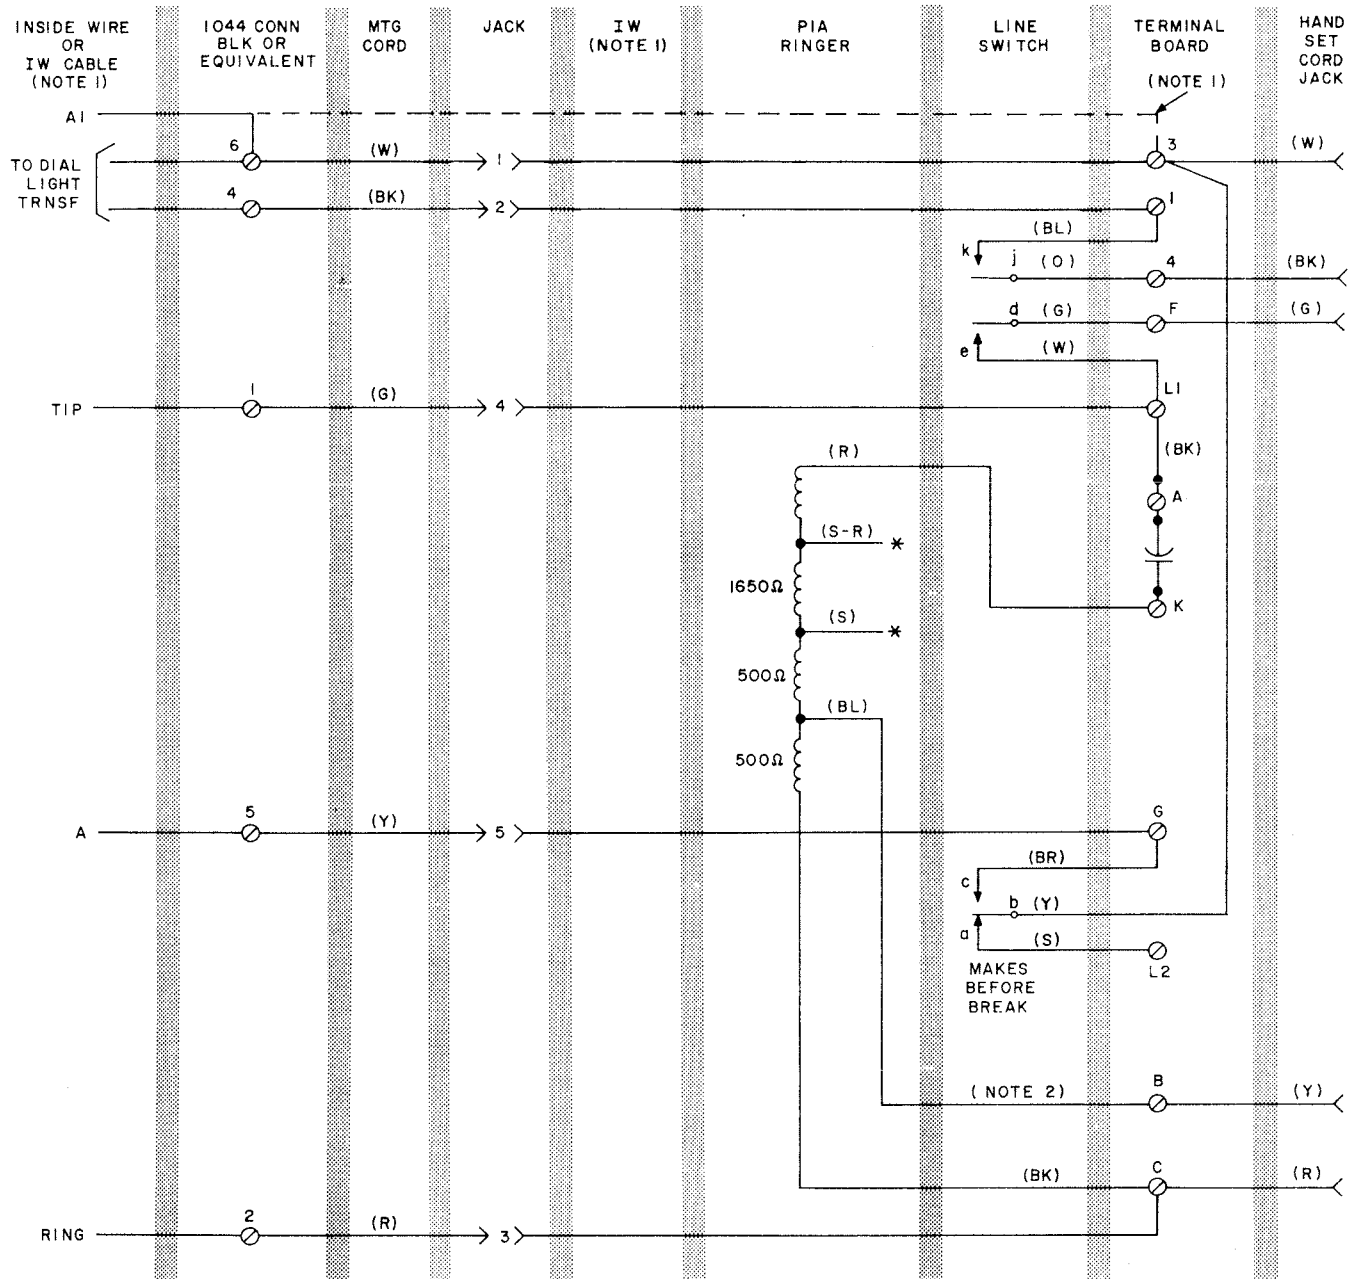 INSIDE WIRE
OR
IW CABLE
(NOTE 1)
1044 CONN
BLK OR
EQUIVALENT
MTG
CORD
JACK
IW
(NOTE 1)
PIA
RINGER
LINE
SWITCH
TERMINAL
BOARD
HAND
SET
CORD
JACK
(NOTE 1)
A1
6
(W)
1
3
(W)
TO DIAL
LIGHT
TRNSF
4
(BK)
2
1
(BL)
k
j
(O)
4
(BK)
d
(G)
F
(G)
e
(W)
TIP
1
(G)
4
L1
(R)
(BK)
A
(S-R)
*
1650Ω
K
(S)
*
500Ω
(BL)
500Ω
A
5
(Y)
5
G
(BR)
c
b
(Y)
a
(S)
L2
MAKES
BEFORE
BREAK
(NOTE 2)
B
(Y)
(BK)
C
(R)
RING
2
(R)
3